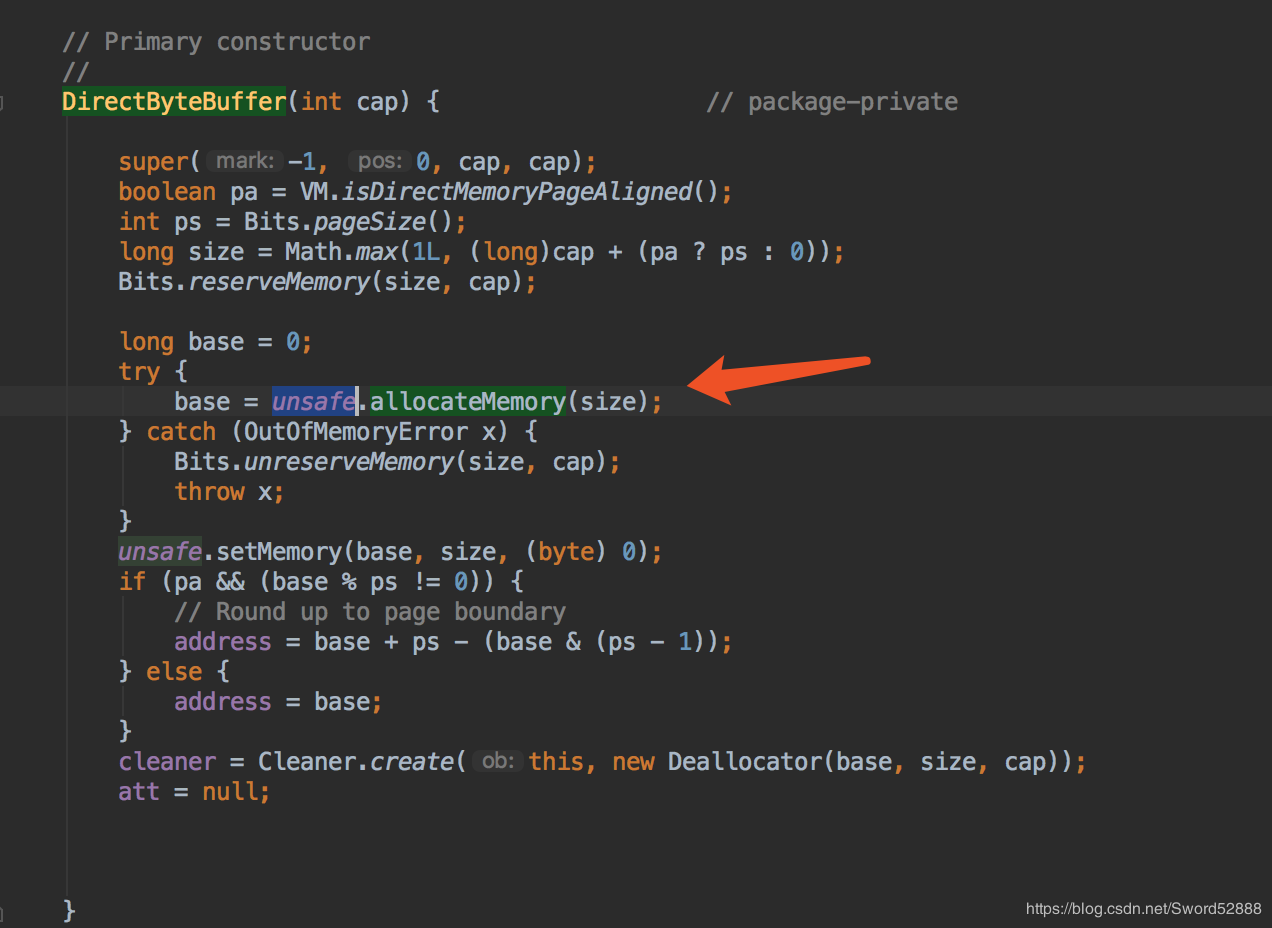 // Primary constructor
//
DirectByteBuffer(int cap) {                   // package-private
super( mark: -1, pos: 0, cap, cap);
boolean pa = VM.isDirectMemoryPageAligned();
int ps = Bits.pageSize();
long size = Math.max(1L, (long)cap + (pa ? ps : 0));
Bits.reserveMemory(size, cap);
long base = 0;
try {
base = unsafe.allocateMemory(size);
} catch (OutOfMemoryError x) {
Bits.unreserveMemory(size, cap);
throw x;
}
unsafe.setMemory(base, size, (byte) 0);
if (pa && (base % ps != 0)) {
// Round up to page boundary
address = base + ps - (base & (ps - 1));
} else {
address = base;
}
cleaner = Cleaner.create( ob: this, new Deallocator(base, size, cap));
att = null;
}
https://blog.csdn.net/Sword52888